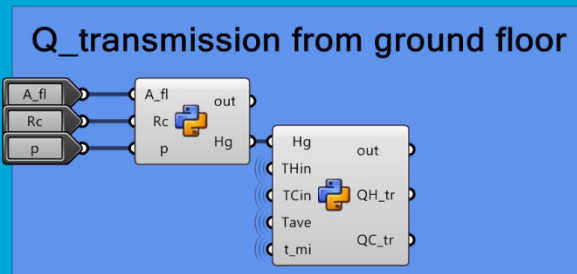 Q_transmission from ground floor
A_fl
Rc
p
A_fl
Rc
p
out
Hg
Hg
THin
TCin
Tave
t_mi
out
QH_tr
QC_tr